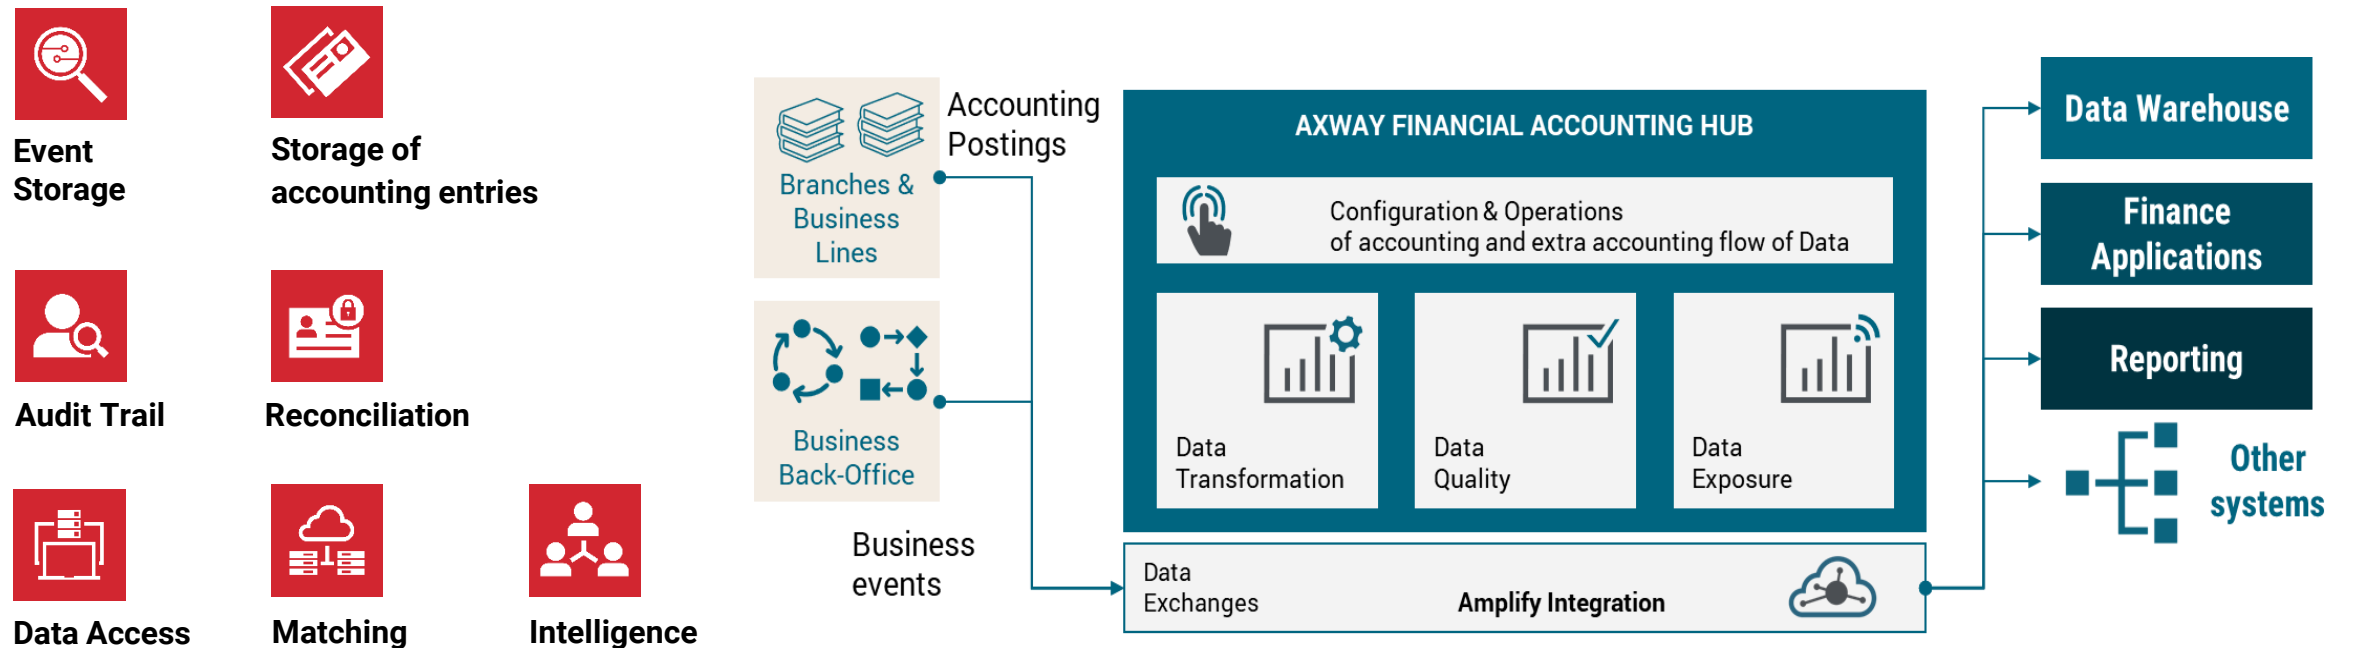 Event
Storage
Storage of
accounting entries
Audit Trail
Reconciliation
Data Access
Matching
Intelligence
Accounting
Postings
Branches &
Business
Lines
Business
Back-Office
Business
events
AXWAY FINANCIAL ACCOUNTING HUB
Configuration & Operations
of accounting and extra accounting flow of Data
Data
Transformation
Data
Quality
Data
Exposure
Data
Exchanges
Amplify Integration
Data Warehouse
Finance
Applications
Reporting
Other
systems